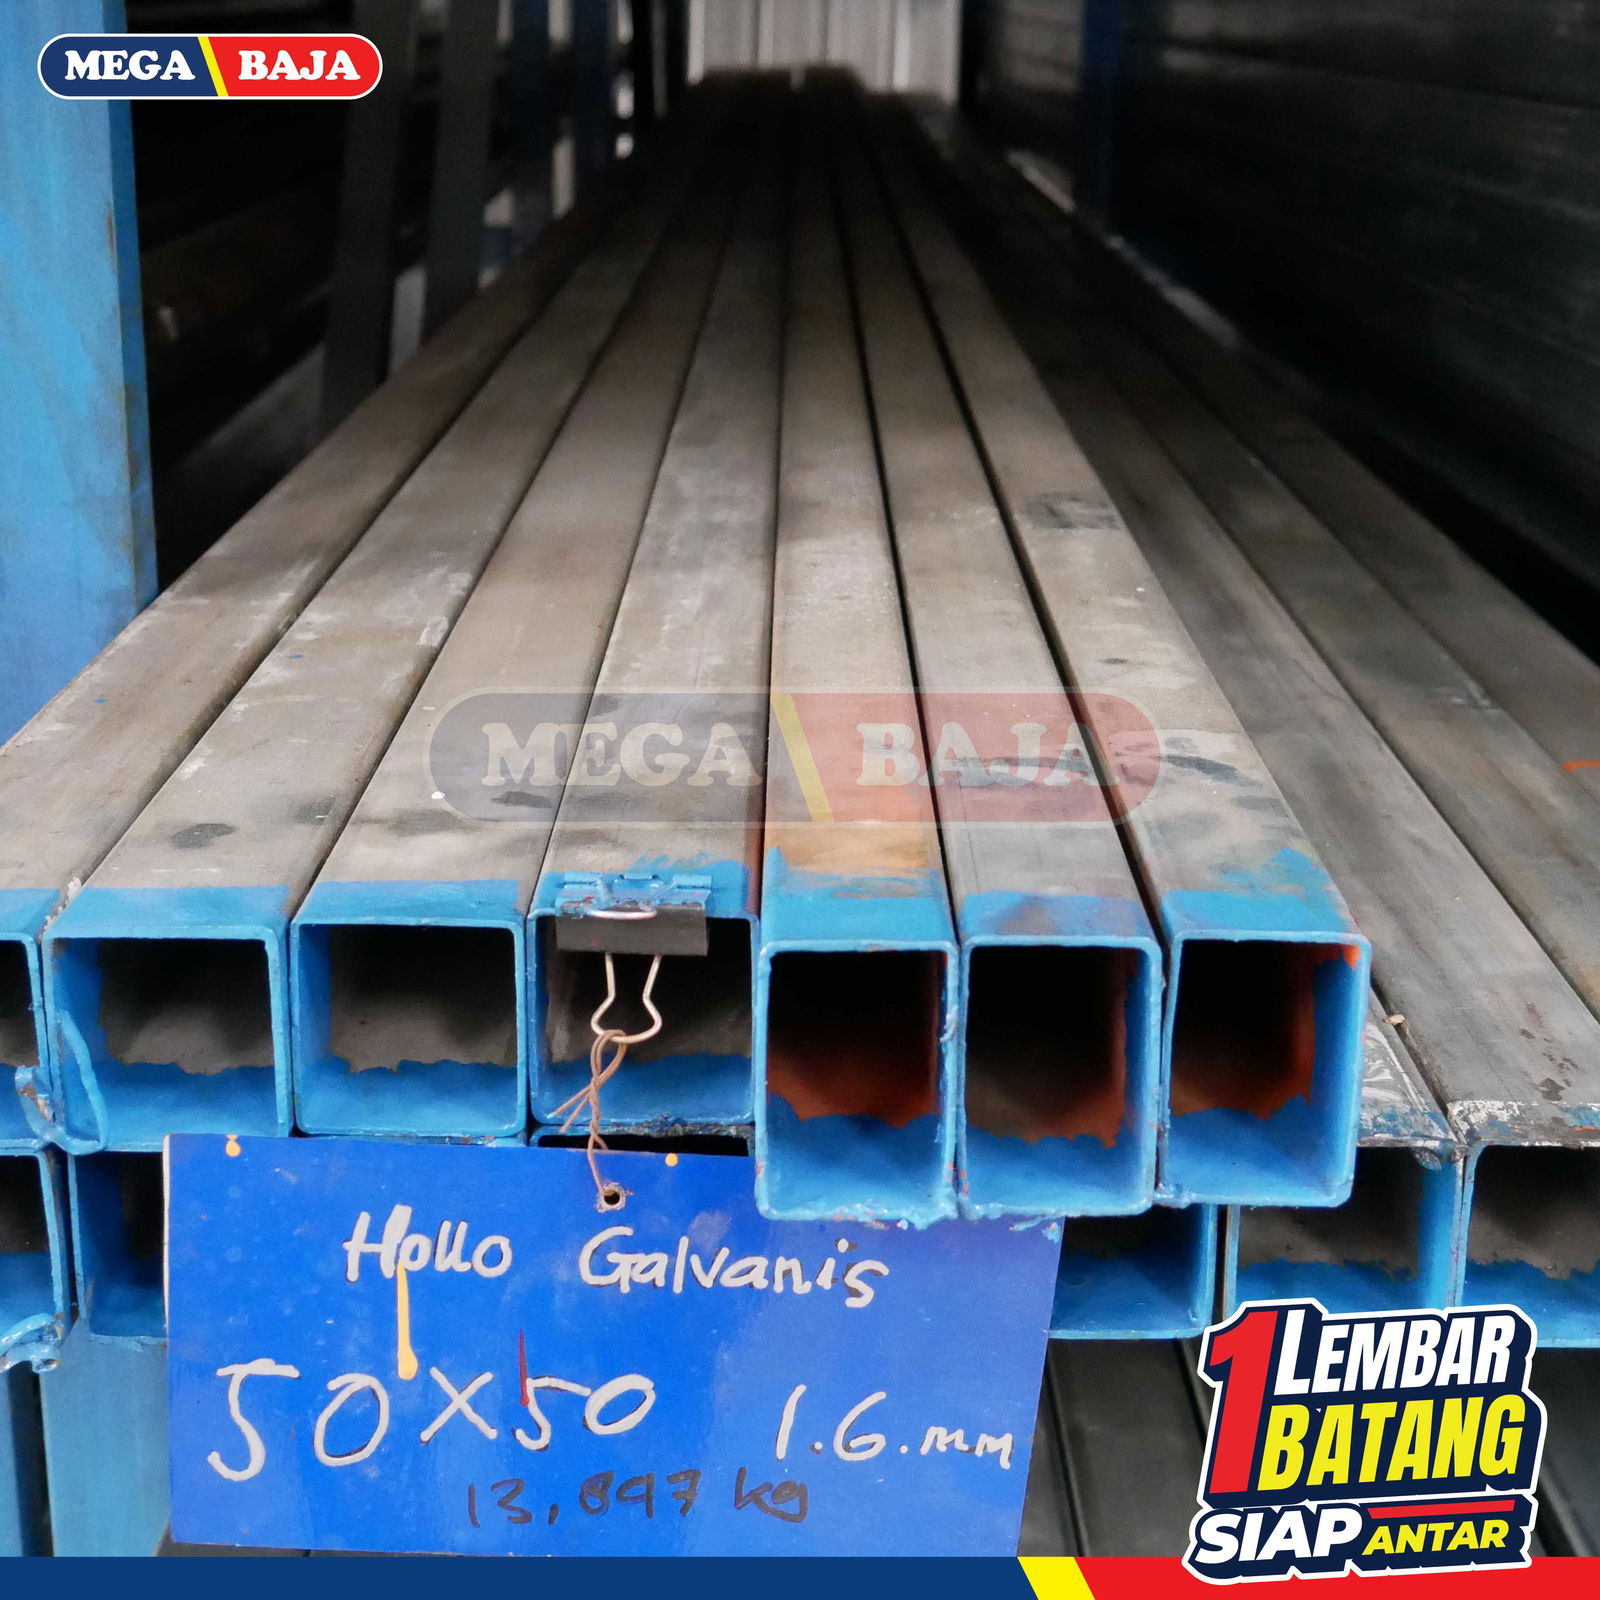 MEGA BAJA
MEGA BAJA
Hollo Galvanis
50x50 1.6.mm
13,897 kg
1 LEMBAR
BATANG
SIAP ANTAR